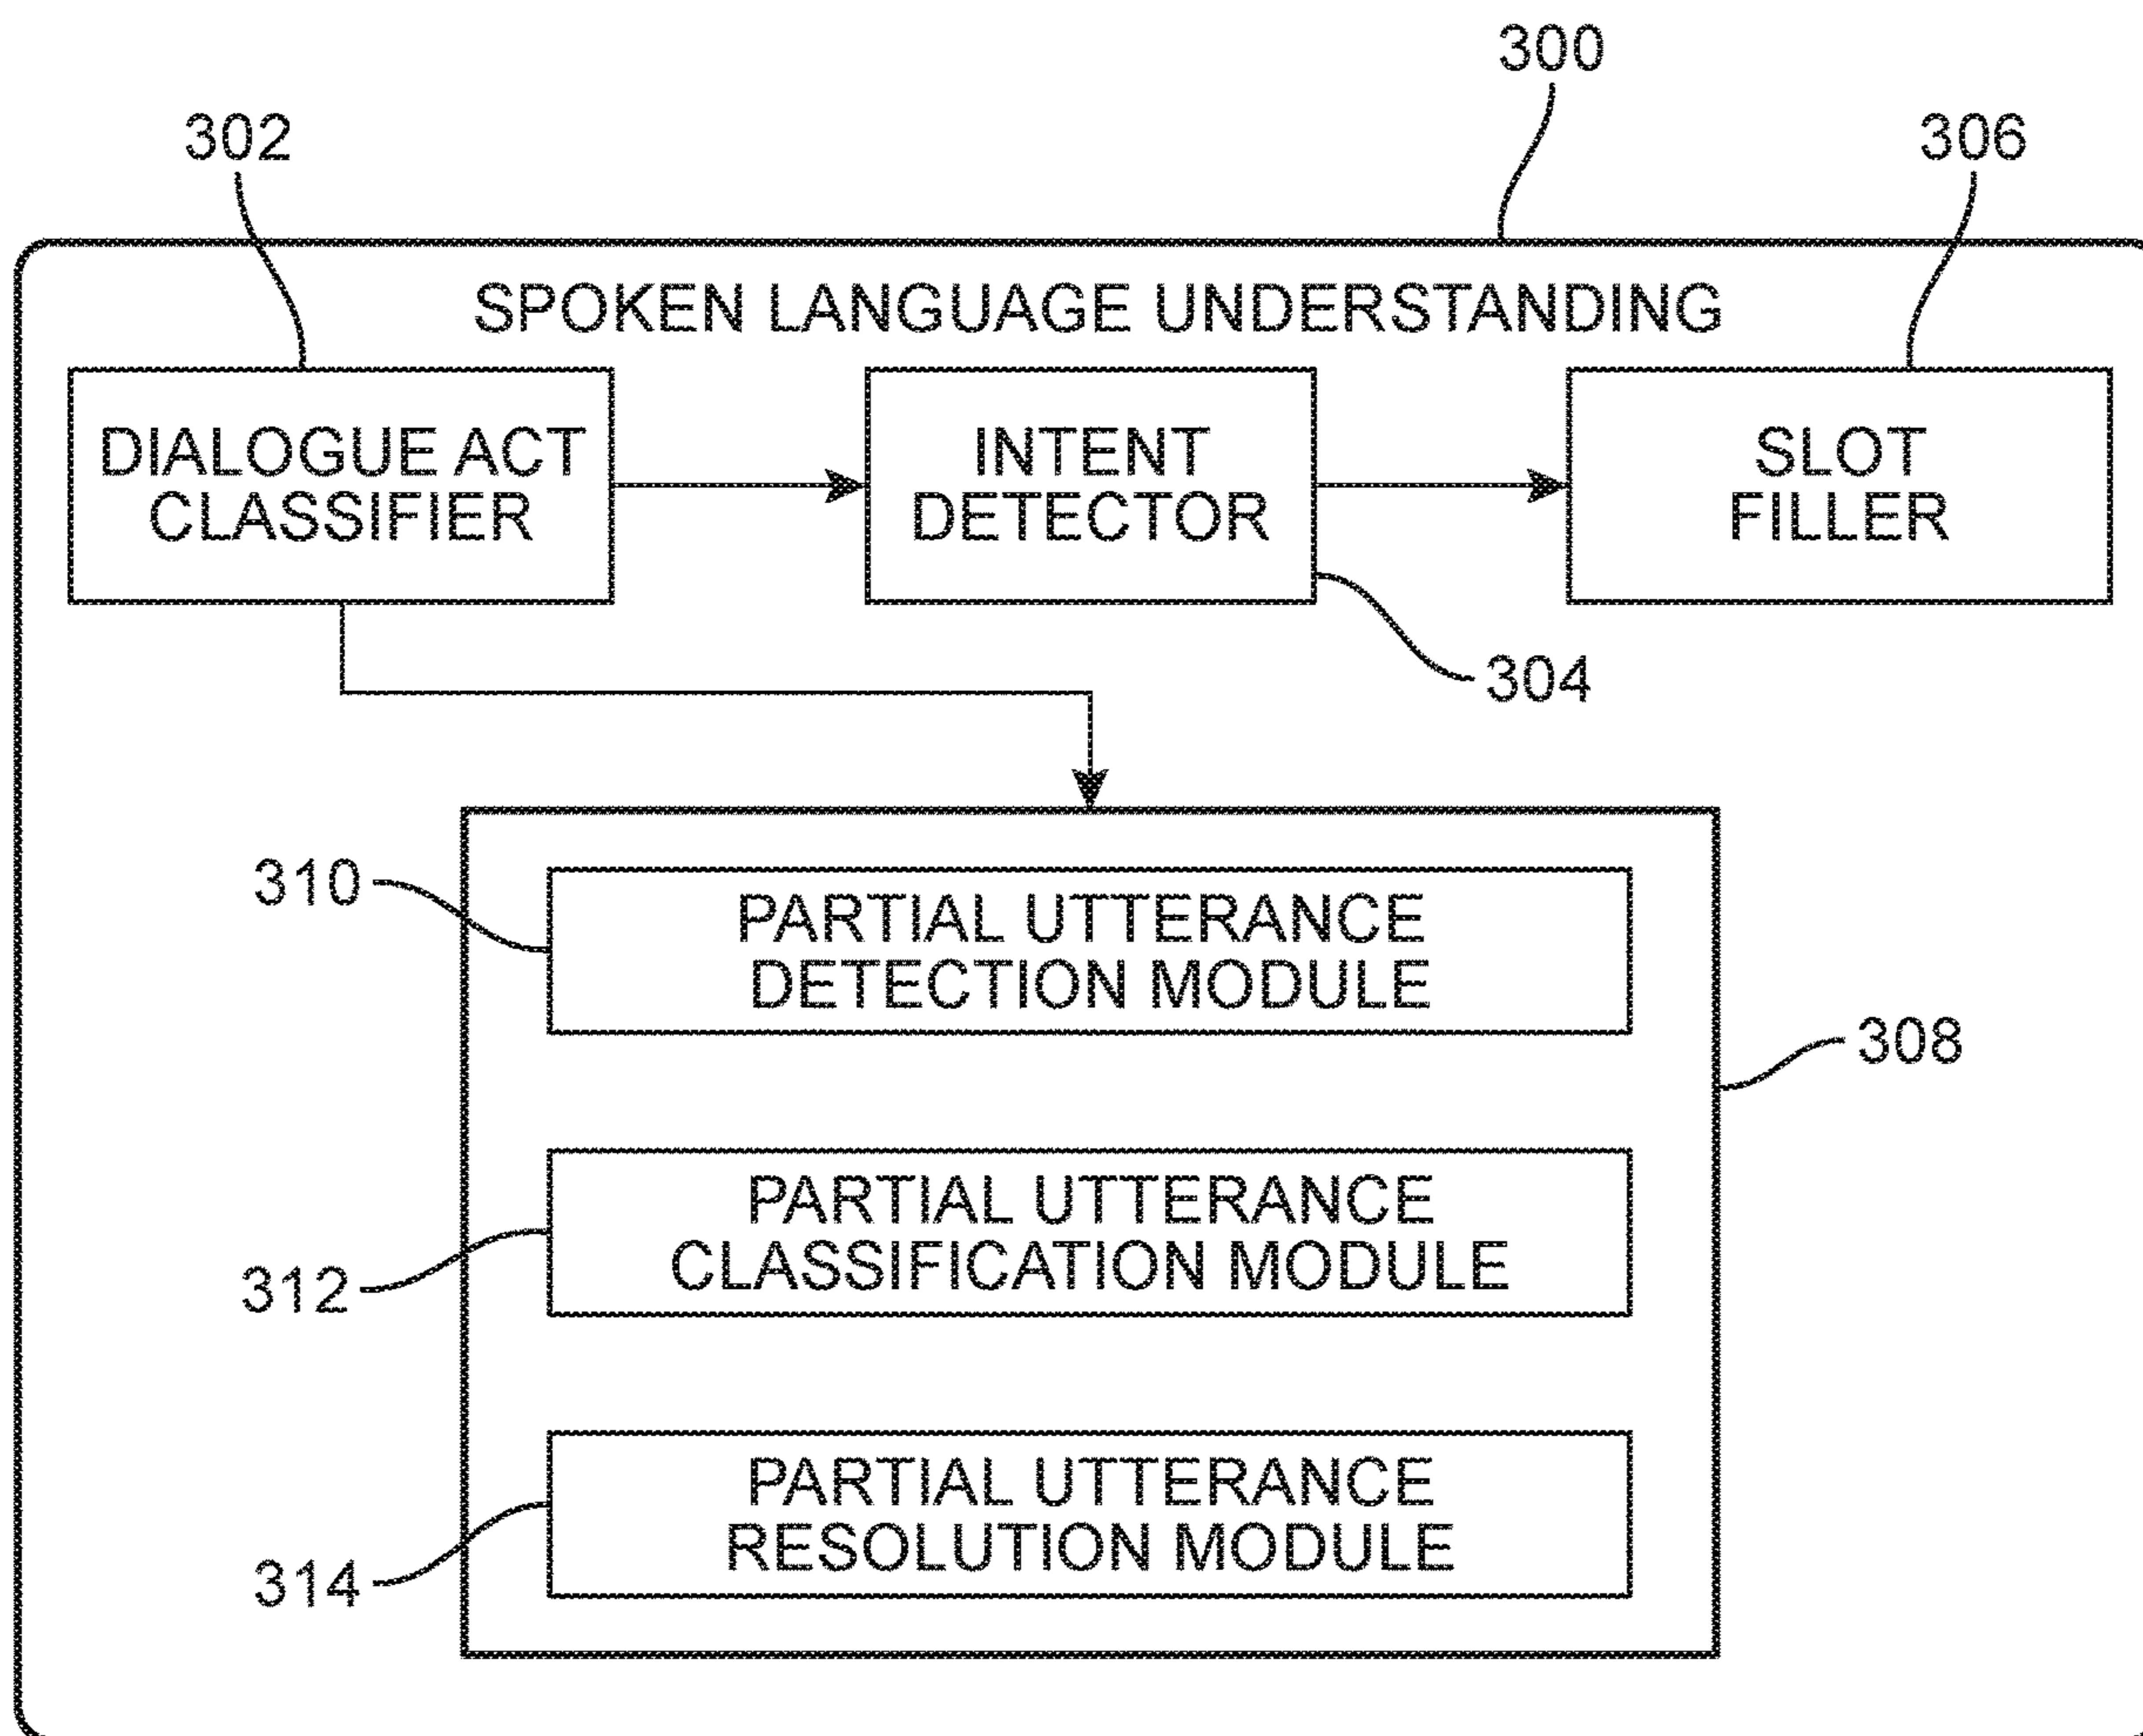 300
302
306
SPOKEN LANGUAGE UNDERSTANDING
DIALOGUE ACT
CLASSIFIER
INTENT
DETECTOR
SLOT
FILLER
304
310
PARTIAL UTTERANCE
DETECTION MODULE
308
312
PARTIAL UTTERANCE
CLASSIFICATION MODULE
314
PARTIAL UTTERANCE
RESOLUTION MODULE